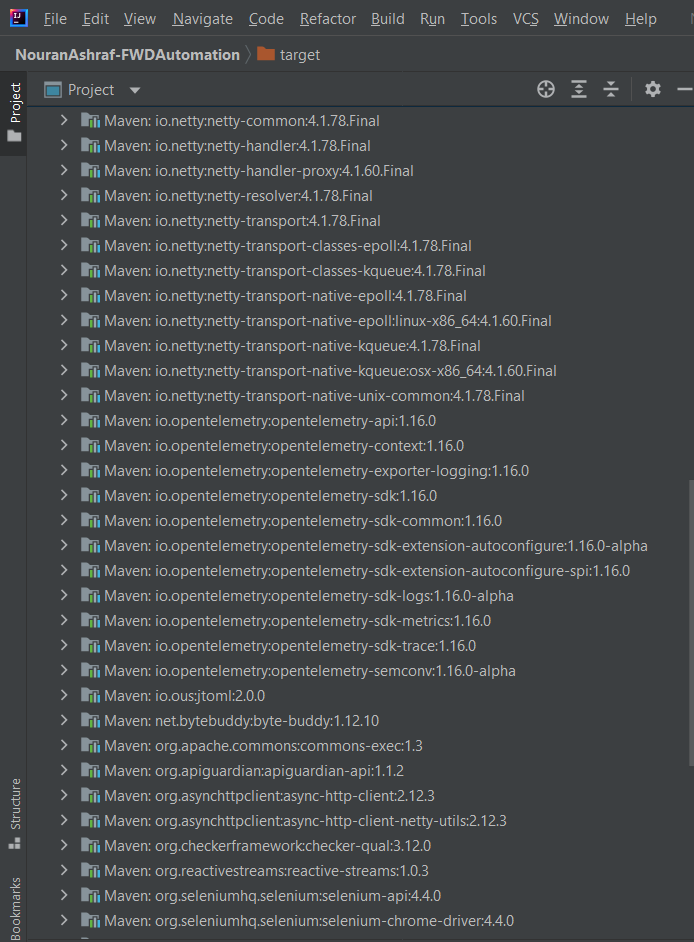 File Edit View Navigate Code Refactor Build Run Tools VCS Window Help
NouranAshraf-FWDAutomation target
Project
Project
Maven: io.netty:netty-common:4.1.78.Final
Maven: io.netty:netty-handler:4.1.78.Final
Maven: io.netty:netty-handler-proxy:4.1.60.Final
Maven: io.netty:netty-resolver:4.1.78.Final
Maven: io.netty:netty-transport:4.1.78.Final
Maven: io.netty:netty-transport-classes-epoll:4.1.78.Final
Maven: io.netty:netty-transport-classes-kqueue:4.1.78.Final
Maven: io.netty:netty-transport-native-epoll:4.1.78.Final
Maven: io.netty:netty-transport-native-epoll:linux-x86_64:4.1.60.Final
Maven: io.netty:netty-transport-native-kqueue:4.1.78.Final
Maven: io.netty:netty-transport-native-kqueue:osx-x86_64:4.1.60.Final
Maven: io.netty:netty-transport-native-unix-common:4.1.78.Final
Maven: io.opentelemetry:opentelemetry-api:1.16.0
Maven: io.opentelemetry:opentelemetry-context:1.16.0
Maven: io.opentelemetry:opentelemetry-exporter-logging:1.16.0
Maven: io.opentelemetry:opentelemetry-sdk:1.16.0
Maven: io.opentelemetry:opentelemetry-sdk-common:1.16.0
Maven: io.opentelemetry:opentelemetry-sdk-extension-autoconfigure:1.16.0-alpha
Maven: io.opentelemetry:opentelemetry-sdk-extension-autoconfigure-spi:1.16.0
Maven: io.opentelemetry:opentelemetry-sdk-logs:1.16.0-alpha
Maven: io.opentelemetry:opentelemetry-sdk-metrics:1.16.0
Maven: io.opentelemetry:opentelemetry-sdk-trace:1.16.0
Maven: io.opentelemetry:opentelemetry-semconv:1.16.0-alpha
Maven: io.ous:jtoml:2.0.0
Maven: net.bytebuddy:byte-buddy:1.12.10
Maven: org.apache.commons:commons-exec:1.3
Maven: org.apiguardian:apiguardian-api:1.1.2
Maven: org.asynchttpclient:async-http-client:2.12.3
Maven: org.asynchttpclient:async-http-client-netty-utils:2.12.3
Maven: org.checkerframework:checker-qual:3.12.0
Maven: org.reactivestreams:reactive-streams:1.0.3
Maven: org.seleniumhq.selenium:selenium-api:4.4.0
Maven: org.seleniumhq.selenium:selenium-chrome-driver:4.4.0
Structure
Bookmarks